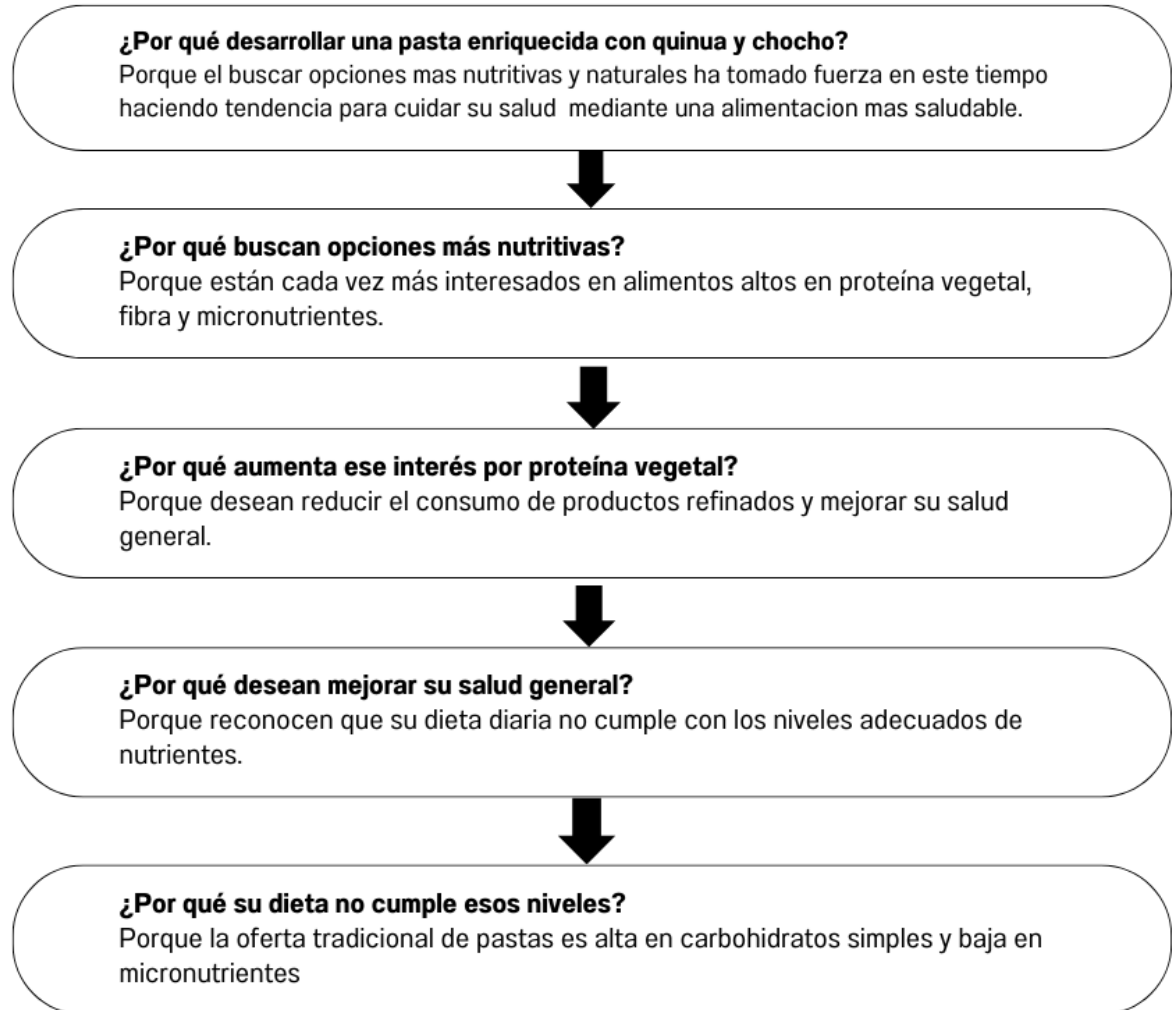 ¿Por qué desarrollar una pasta enriquecida con quinua y chocho?
Porque el buscar opciones mas nutritivas y naturales ha tomado fuerza en este tiempo
haciendo tendencia para cuidar su salud mediante una alimentacion mas saludable.
¿Por qué buscan opciones más nutritivas?
Porque están cada vez más interesados en alimentos altos en proteína vegetal,
fibra y micronutrientes.
¿Por qué aumenta ese interés por proteína vegetal?
Porque desean reducir el consumo de productos refinados y mejorar su salud
general.
¿Por qué desean mejorar su salud general?
Porque reconocen que su dieta diaria no cumple con los niveles adecuados de
nutrientes.
¿Por qué su dieta no cumple esos niveles?
Porque la oferta tradicional de pastas es alta en carbohidratos simples y baja en
micronutrientes